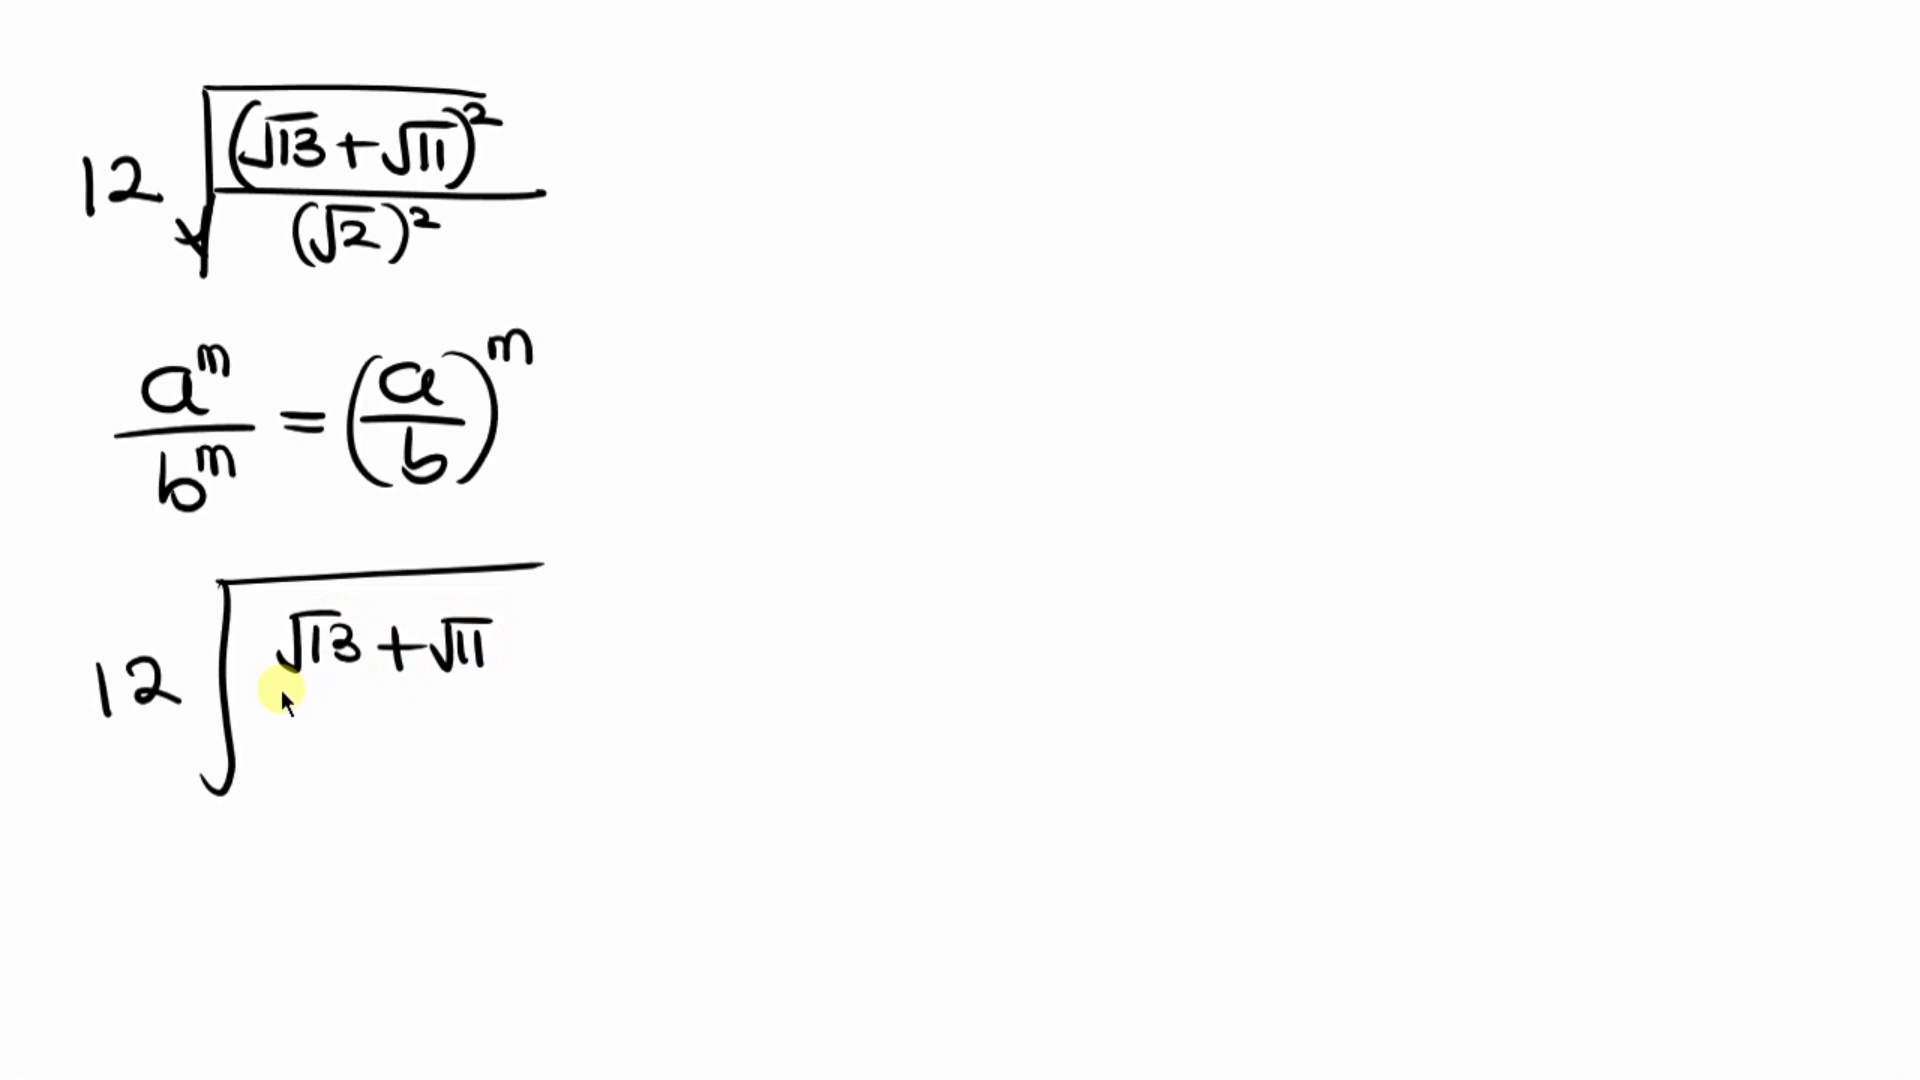 12 √((√13 + √11)² / (√2)²)
aᵐ / bᵐ = (a / b)ᵐ
12 √(√13 + √11